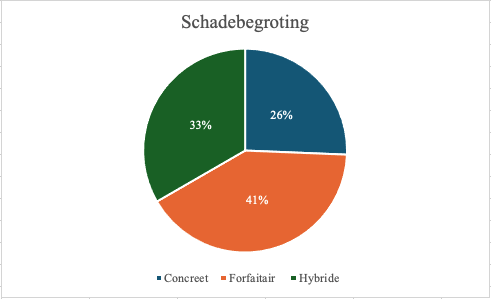 Schadebegroting
26%
33%
41%
Concreet Forfaitair Hybride